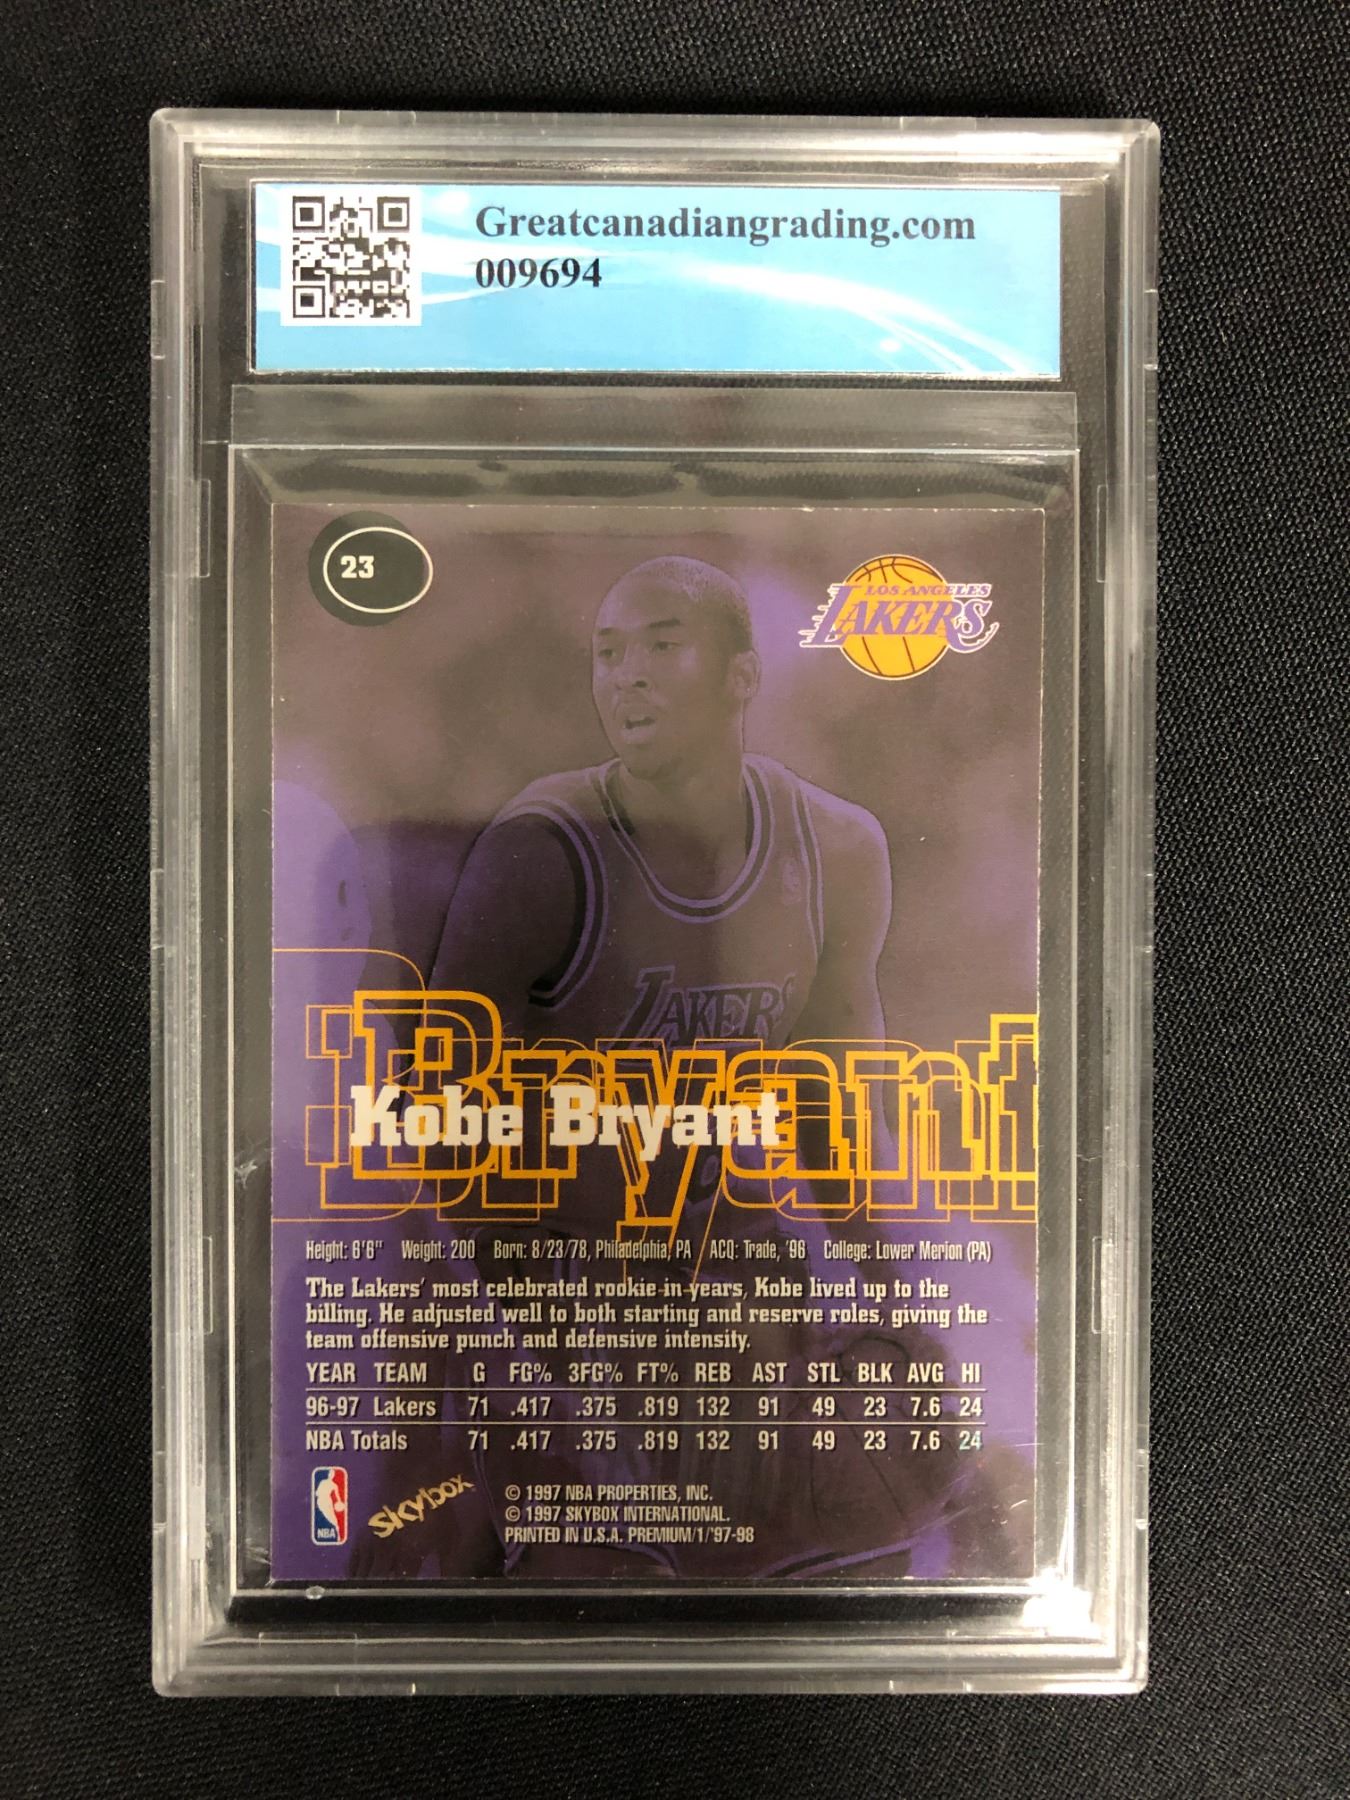 Greatcanadiangrading.com
009694
23
LOS ANGELES
LAKERS
LAKERS
Bryant
Kobe Bryant
Height: 6'6" Weight: 200 Born: 8/23/78, Philadelphia, PA ACQ: Trade, '96 College: Lower Merion (PA)
The Lakers' most celebrated rookie in years, Kobe lived up to the
billing. He adjusted well to both starting and reserve roles, giving the
team offensive punch and defensive intensity.
YEAR TEAM G FG% 3FG% FT% REB AST STL BLK AVG HI
96-97 Lakers 71 .417 .375 .819 132 91 49 23 7.6 24
NBA Totals 71 .417 .375 .819 132 91 49 23 7.6 24
NBA
skybox
© 1997 NBA PROPERTIES, INC.
© 1997 SKYBOX INTERNATIONAL.
PRINTED IN U.S.A. PREMIUM/1/'97-98